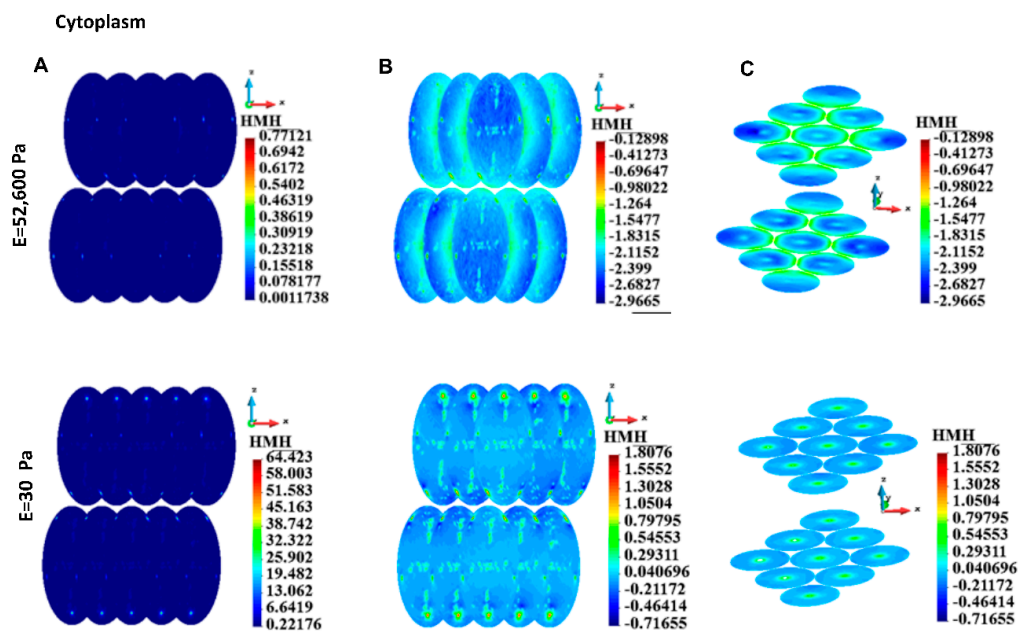 Cytoplasm
A
B
C
E=52,600 Pa
z
x
HMH
0.77121
0.6942
0.6172
0.5402
0.46319
0.38619
0.30919
0.23218
0.15518
0.078177
0.0011738
z
x
HMH
-0.12898
-0.41273
-0.69647
-0.98022
-1.264
-1.5477
-1.8315
-2.1152
-2.399
-2.6827
-2.9665
z
y
x
HMH
-0.12898
-0.41273
-0.69647
-0.98022
-1.264
-1.5477
-1.8315
-2.1152
-2.399
-2.6827
-2.9665
E=30 Pa
z
x
HMH
64.423
58.003
51.583
45.163
38.742
32.322
25.902
19.482
13.062
6.6419
0.22176
z
x
HMH
1.8076
1.5552
1.3028
1.0504
0.79795
0.54553
0.29311
0.040696
-0.21172
-0.46414
-0.71655
z
y
x
HMH
1.8076
1.5552
1.3028
1.0504
0.79795
0.54553
0.29311
0.040696
-0.21172
-0.46414
-0.71655